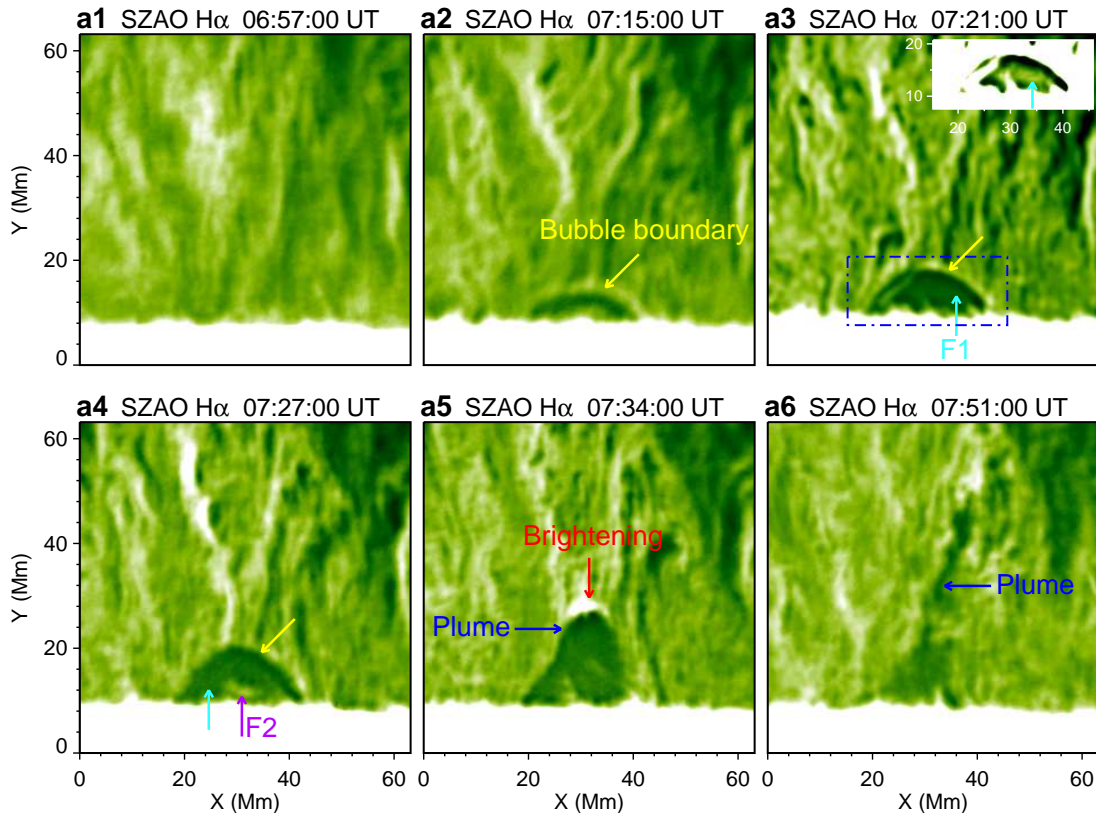 a1 SZAO Hα 06:57:00 UT
a2 SZAO Hα 07:15:00 UT
a3 SZAO Hα 07:21:00 UT
60
40
20
0
Y (Mm)
Bubble boundary
20
10
20
30
40
F1
a4 SZAO Hα 07:27:00 UT
a5 SZAO Hα 07:34:00 UT
a6 SZAO Hα 07:51:00 UT
60
40
20
0
Y (Mm)
F2
Brightening
Plume
Plume
0
20
40
60
0
20
40
60
0
20
40
60
X (Mm)
X (Mm)
X (Mm)